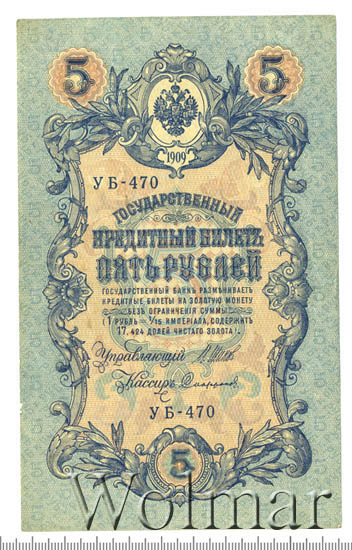 5 5
1909
УБ-470
ГОСУДАРСТВЕННЫЙ
КРЕДИТНЫЙ БИЛЕТЪ
ПЯТЬ РУБЛЕЙ
ГОСУДАРСТВЕННЫЙ БАНКЪ РАЗМѢНИВАЕТЪ
КРЕДИТНЫЕ БИЛЕТЫ НА ЗОЛОТУЮ МОНЕТУ
БЕЗЪ ОГРАНИЧЕНІЯ СУММЫ
(1 РУБЛЬ = 1/15 ИМПЕРІАЛА, СОДЕРЖИТЪ
17,424 ДОЛЕЙ ЧИСТАГО ЗОЛОТА).
Управляющій
Кассиръ
УБ-470
5
Wolmar